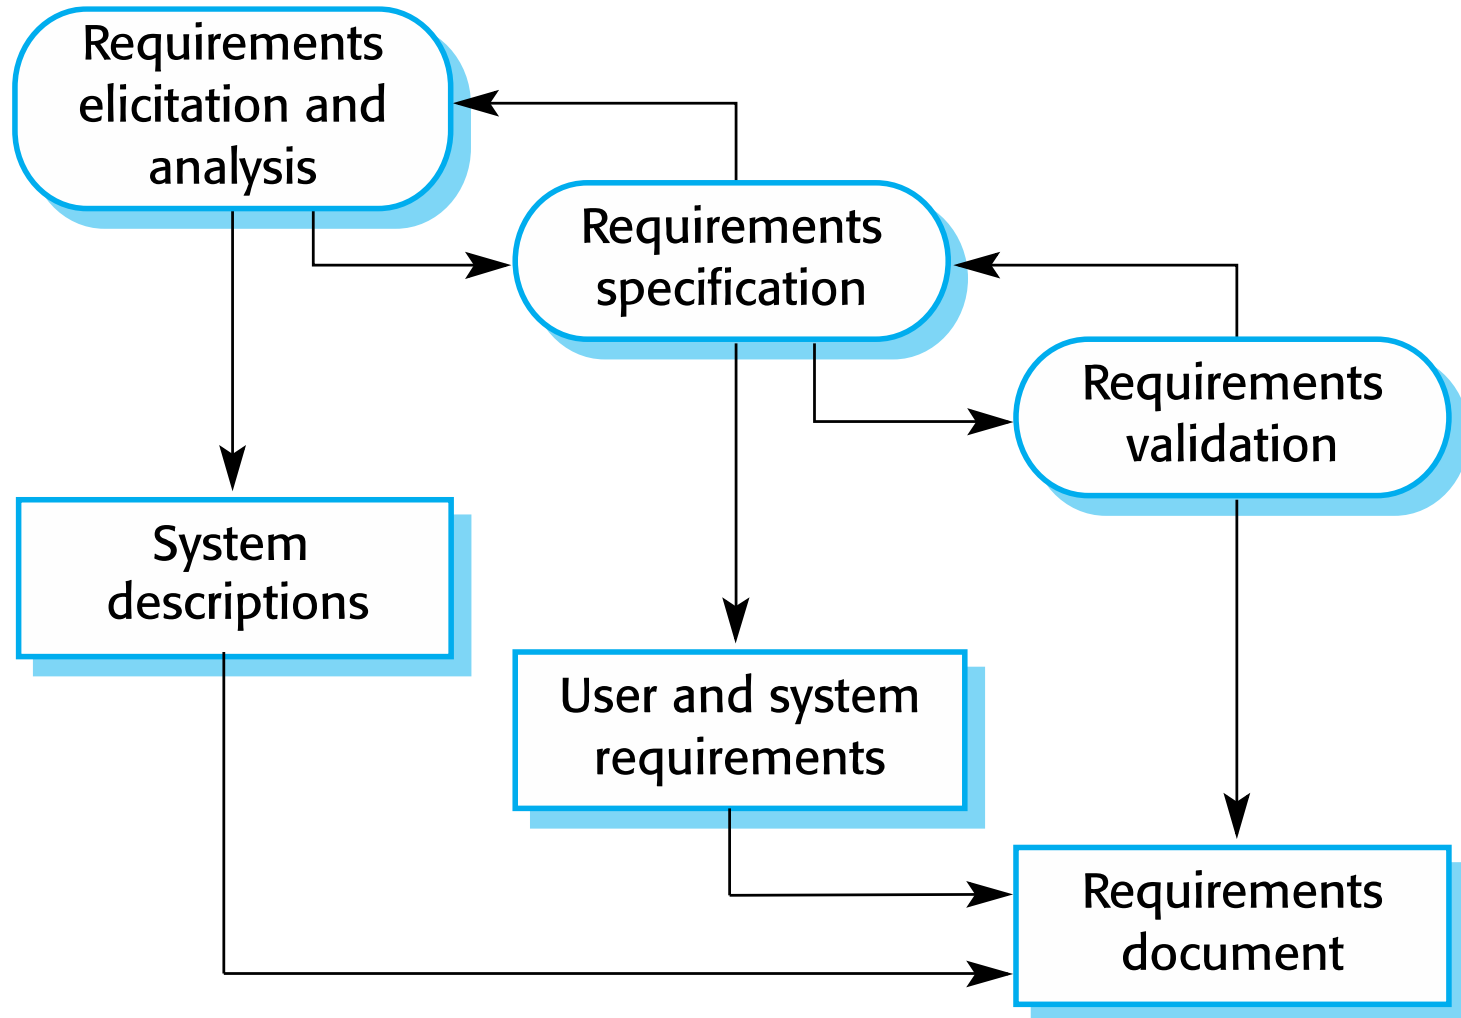 Requirements
elicitation and
analysis
Requirements
specification
Requirements
validation
System
descriptions
User and system
requirements
Requirements
document